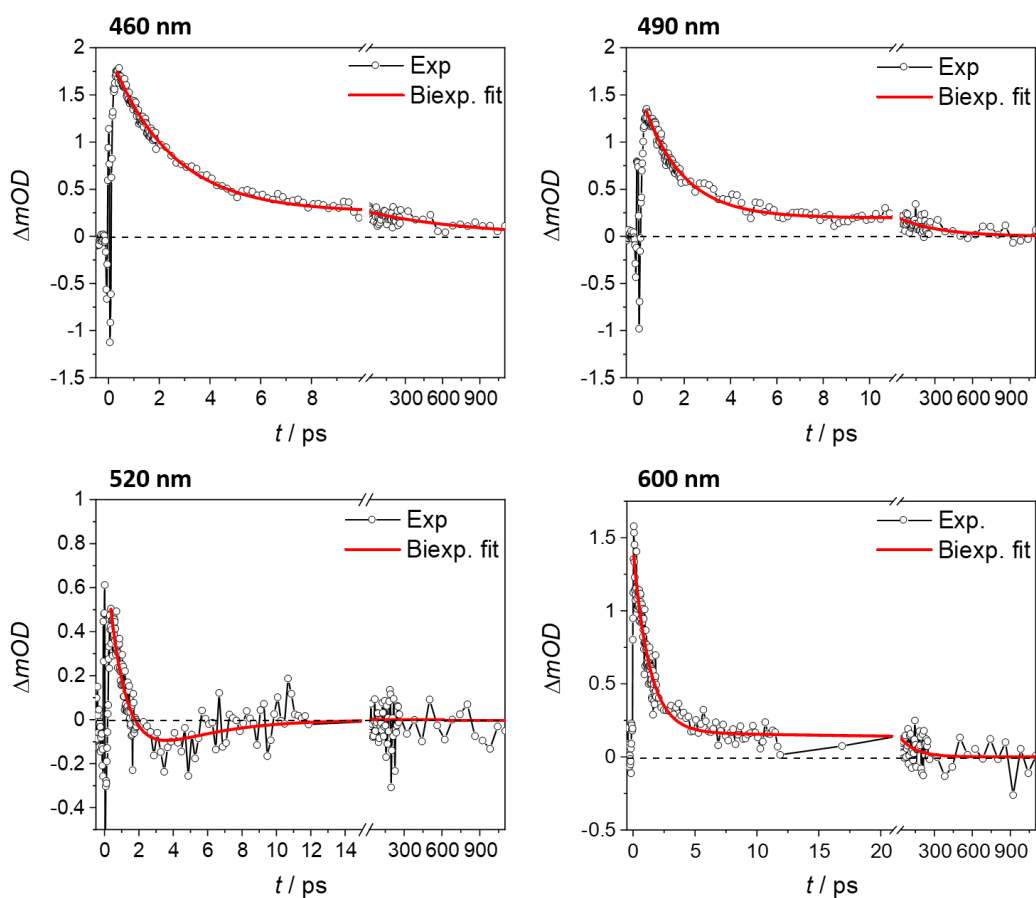 460 nm
2
1.5
1
0.5
0
-0.5
-1
-1.5
ΔmOD
Exp
Biexp. fit
0 2 4 6 8 300 600 900
t / ps
490 nm
2
1.5
1
0.5
0
-0.5
-1
-1.5
ΔmOD
Exp
Biexp. fit
0 2 4 6 8 10 300 600 900
t / ps
520 nm
1
0.8
0.6
0.4
0.2
0
-0.2
-0.4
ΔmOD
Exp
Biexp. fit
0 2 4 6 8 10 12 14 300 600 900
t / ps
600 nm
1.5
1
0.5
0
-0.5
ΔmOD
Exp.
Biexp. fit
0 5 10 15 20 300 600 900
t / ps